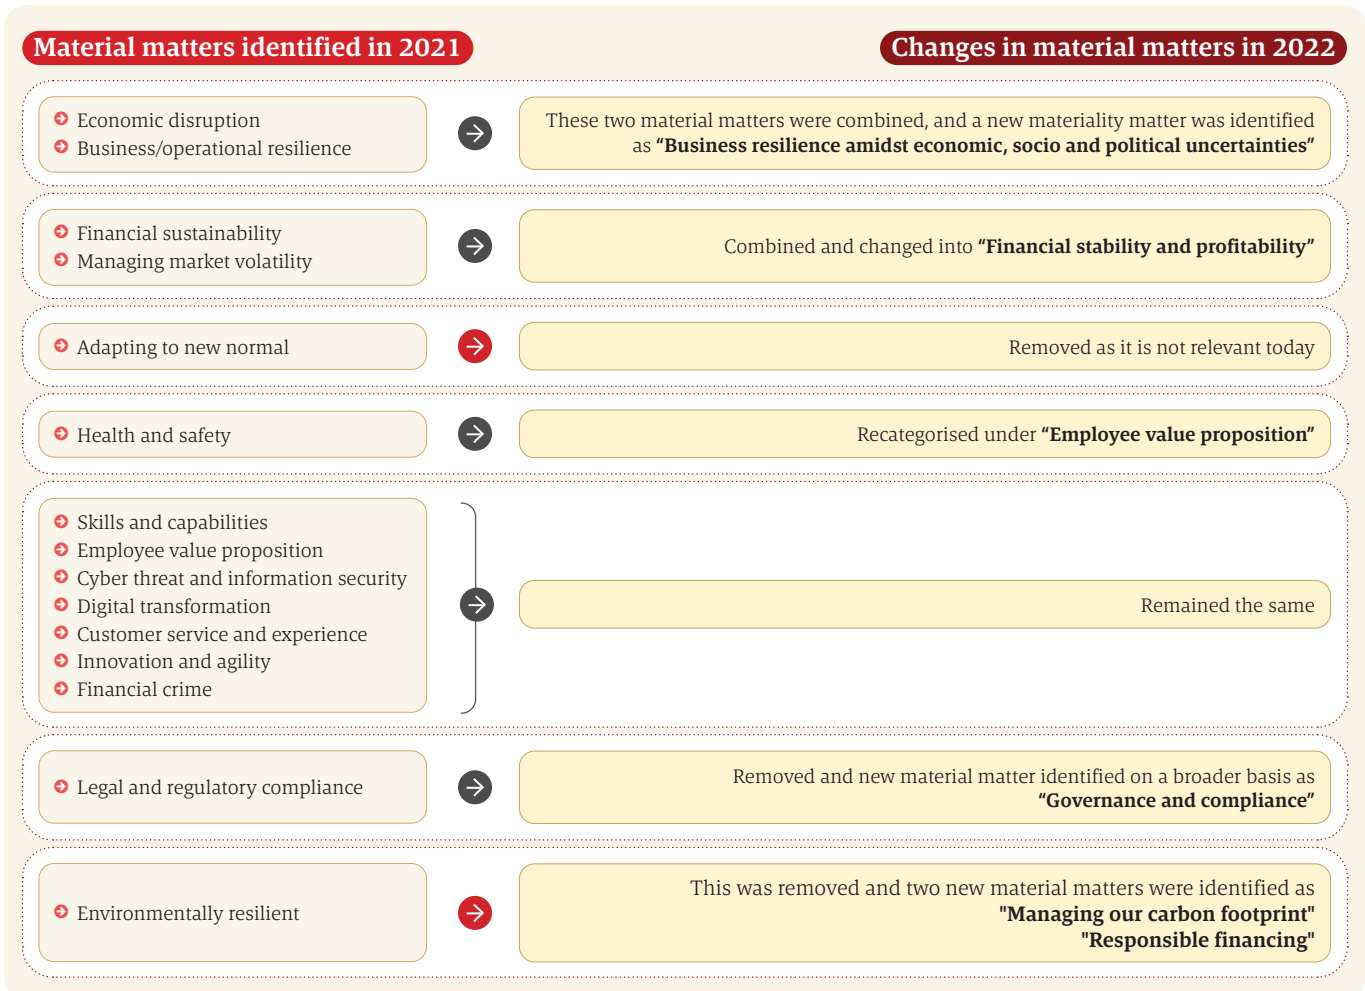 Material matters identified in 2021
Changes in material matters in 2022
Economic disruption
Business/operational resilience
These two material matters were combined, and a new materiality matter was identified
as “Business resilience amidst economic, socio and political uncertainties”
Financial sustainability
Managing market volatility
Combined and changed into “Financial stability and profitability”
Adapting to new normal
Removed as it is not relevant today
Health and safety
Recategorised under “Employee value proposition”
Skills and capabilities
Employee value proposition
Cyber threat and information security
Digital transformation
Customer service and experience
Innovation and agility
Financial crime
Remained the same
Legal and regulatory compliance
Removed and new material matter identified on a broader basis as
“Governance and compliance”
Environmentally resilient
This was removed and two new material matters were identified as
"Managing our carbon footprint"
"Responsible financing"